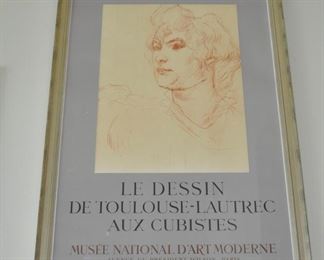 LE DESSIN
DE TOULOUSE-LAUTREC
AUX CUBISTES
MUSÉE NATIONAL D'ART MODERNE